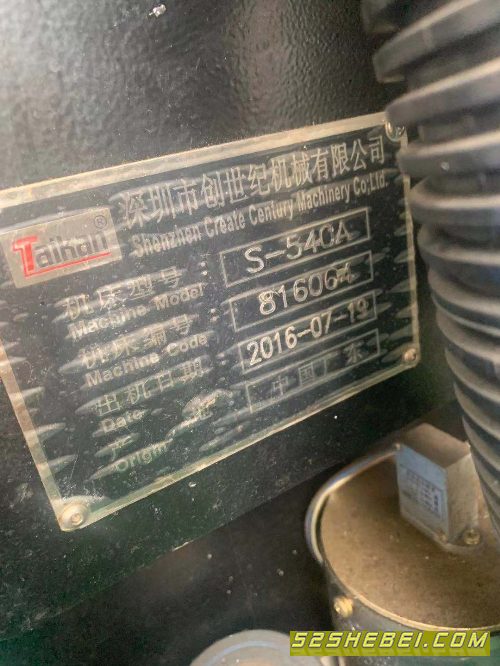 深圳市创世纪机械有限公司
Shenzhen Create Century Machinery Co;Ltd.
Taikan®
机床型号 : S-540A
Machine Model
机床编号 816064
Machine Code
出机日期 2016-07-19
Date
产 地 中国广东
Origin
52SHEBEI.COM